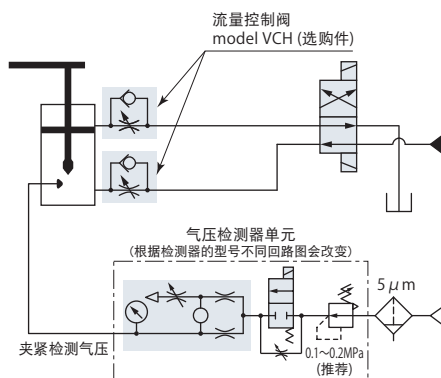 流量控制阀
model VCH (选购件)
气压检测器单元
(根据检测器的型号不同回路图会改变)
5μm
夹紧检测气压
0.1~0.2MPa
(推荐)